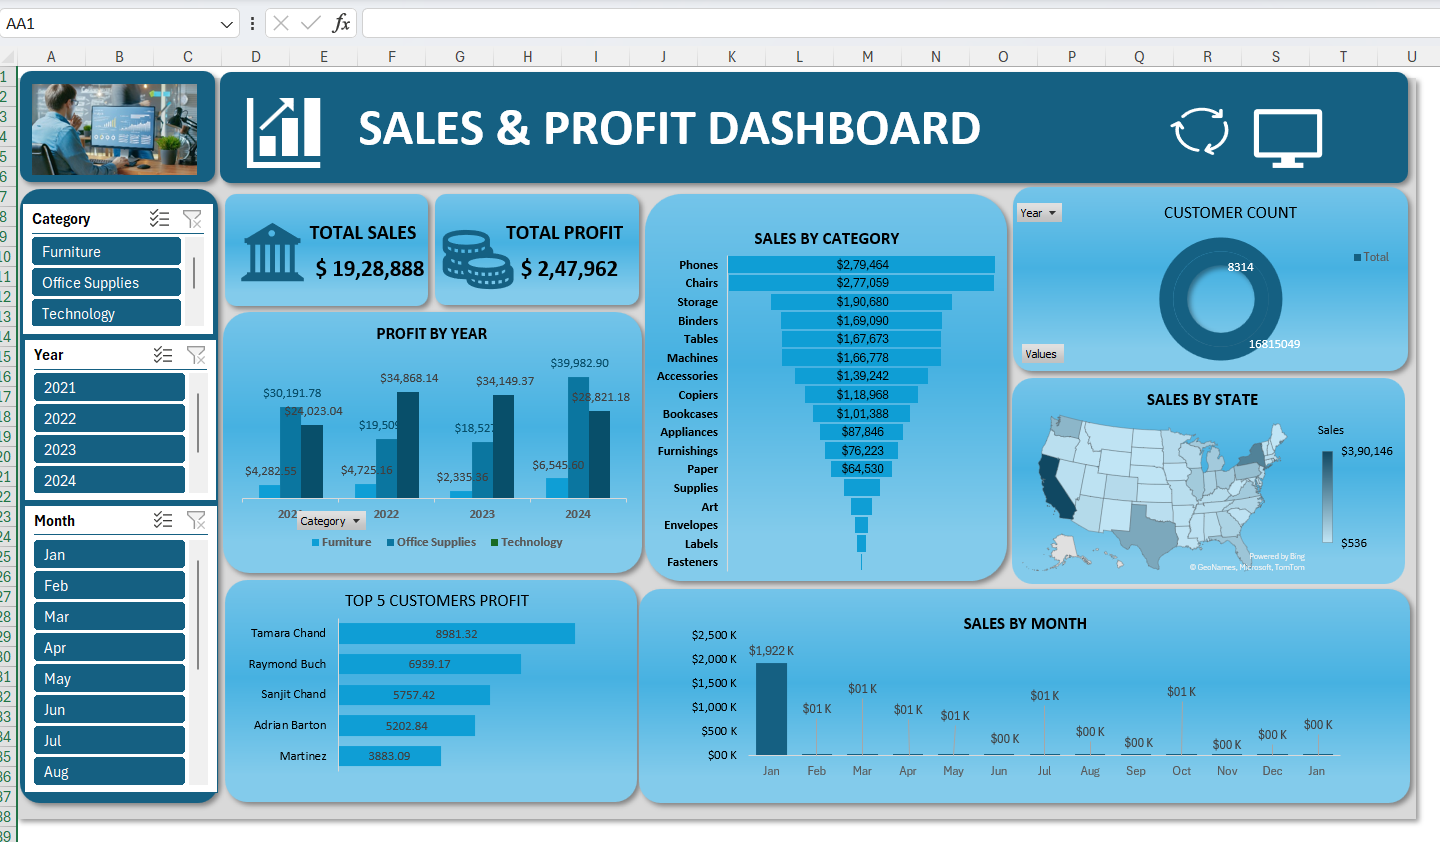 AA1
fx
A B C D E F G H I J K L M N O P Q R S T U
1
2
3
4
5
6
7
8
9
10
11
12
13
14
15
16
17
18
19
20
21
22
23
24
25
26
27
28
29
30
31
32
33
34
35
36
37
38
39
SALES & PROFIT DASHBOARD
Category
Furniture
Office Supplies
Technology
Year
2021
2022
2023
2024
Month
Jan
Feb
Mar
Apr
May
Jun
Jul
Aug
TOTAL SALES
$ 19,28,888
TOTAL PROFIT
$ 2,47,962
PROFIT BY YEAR
$39,982.90
$34,868.14
$34,149.37
$30,191.78
$28,821.18
$24,023.04
$19,509
$18,527
$4,282.55
$4,725.16
$2,335.36
$6,545.60
202 2022 2023 2024
Category
Furniture Office Supplies Technology
TOP 5 CUSTOMERS PROFIT
Tamara Chand 8981.32
Raymond Buch 6939.17
Sanjit Chand 5757.42
Adrian Barton 5202.84
Martinez 3883.09
SALES BY CATEGORY
Phones $2,79,464
Chairs $2,77,059
Storage $1,90,680
Binders $1,69,090
Tables $1,67,673
Machines $1,66,778
Accessories $1,39,242
Copiers $1,18,968
Bookcases $1,01,388
Appliances $87,846
Furnishings $76,223
Paper $64,530
Supplies
Art
Envelopes
Labels
Fasteners
Year
CUSTOMER COUNT
Total
8314
16815049
Values
SALES BY STATE
Sales
$3,90,146
$536
Powered by Bing
© GeoNames, Microsoft, TomTom
SALES BY MONTH
$2,500 K
$2,000 K
$1,500 K
$1,000 K
$500 K
$00 K
$1,922 K $01 K $01 K $01 K $01 K $00 K $01 K $00 K $00 K $01 K $00 K $00 K $00 K
Jan Feb Mar Apr May Jun Jul Aug Sep Oct Nov Dec Jan